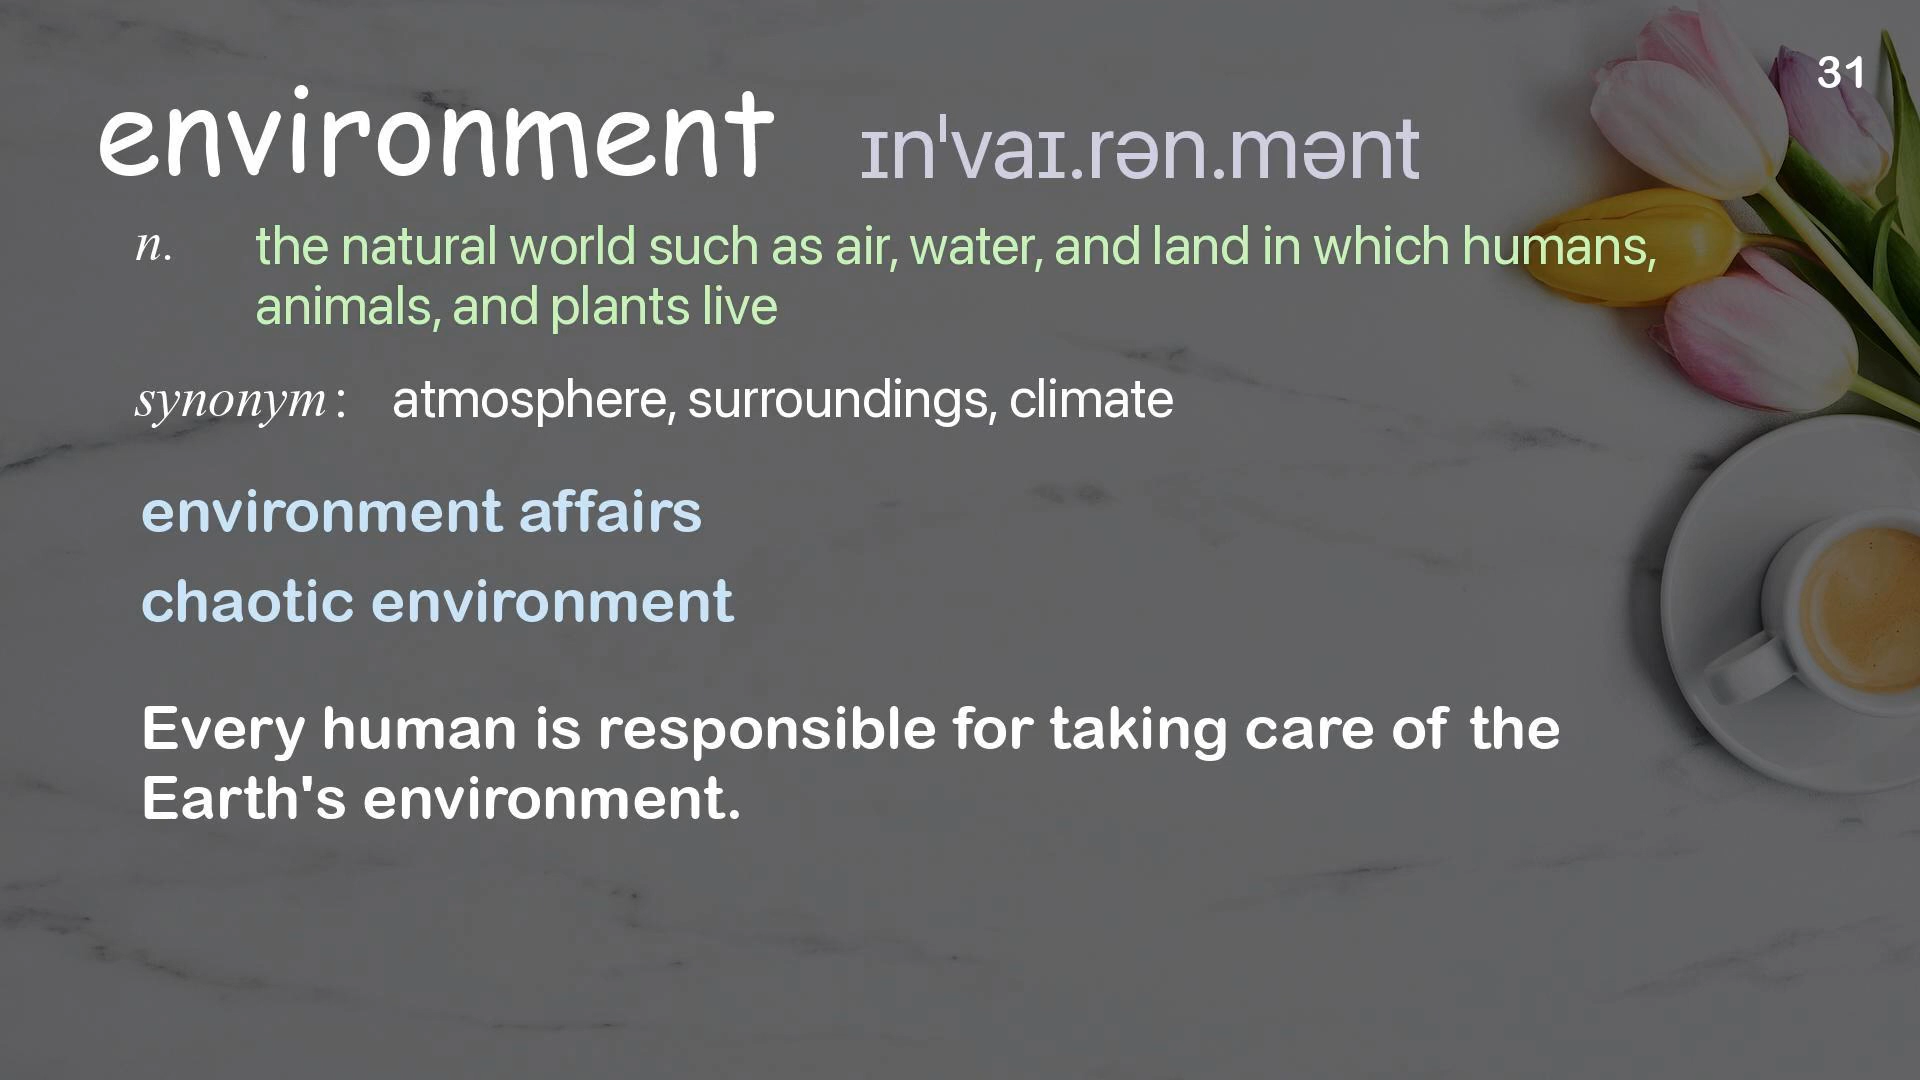 31
environment ɪnˈvaɪ.rən.mənt
n. the natural world such as air, water, and land in which humans,
animals, and plants live
synonym : atmosphere, surroundings, climate
environment affairs
chaotic environment
Every human is responsible for taking care of the
Earth's environment.